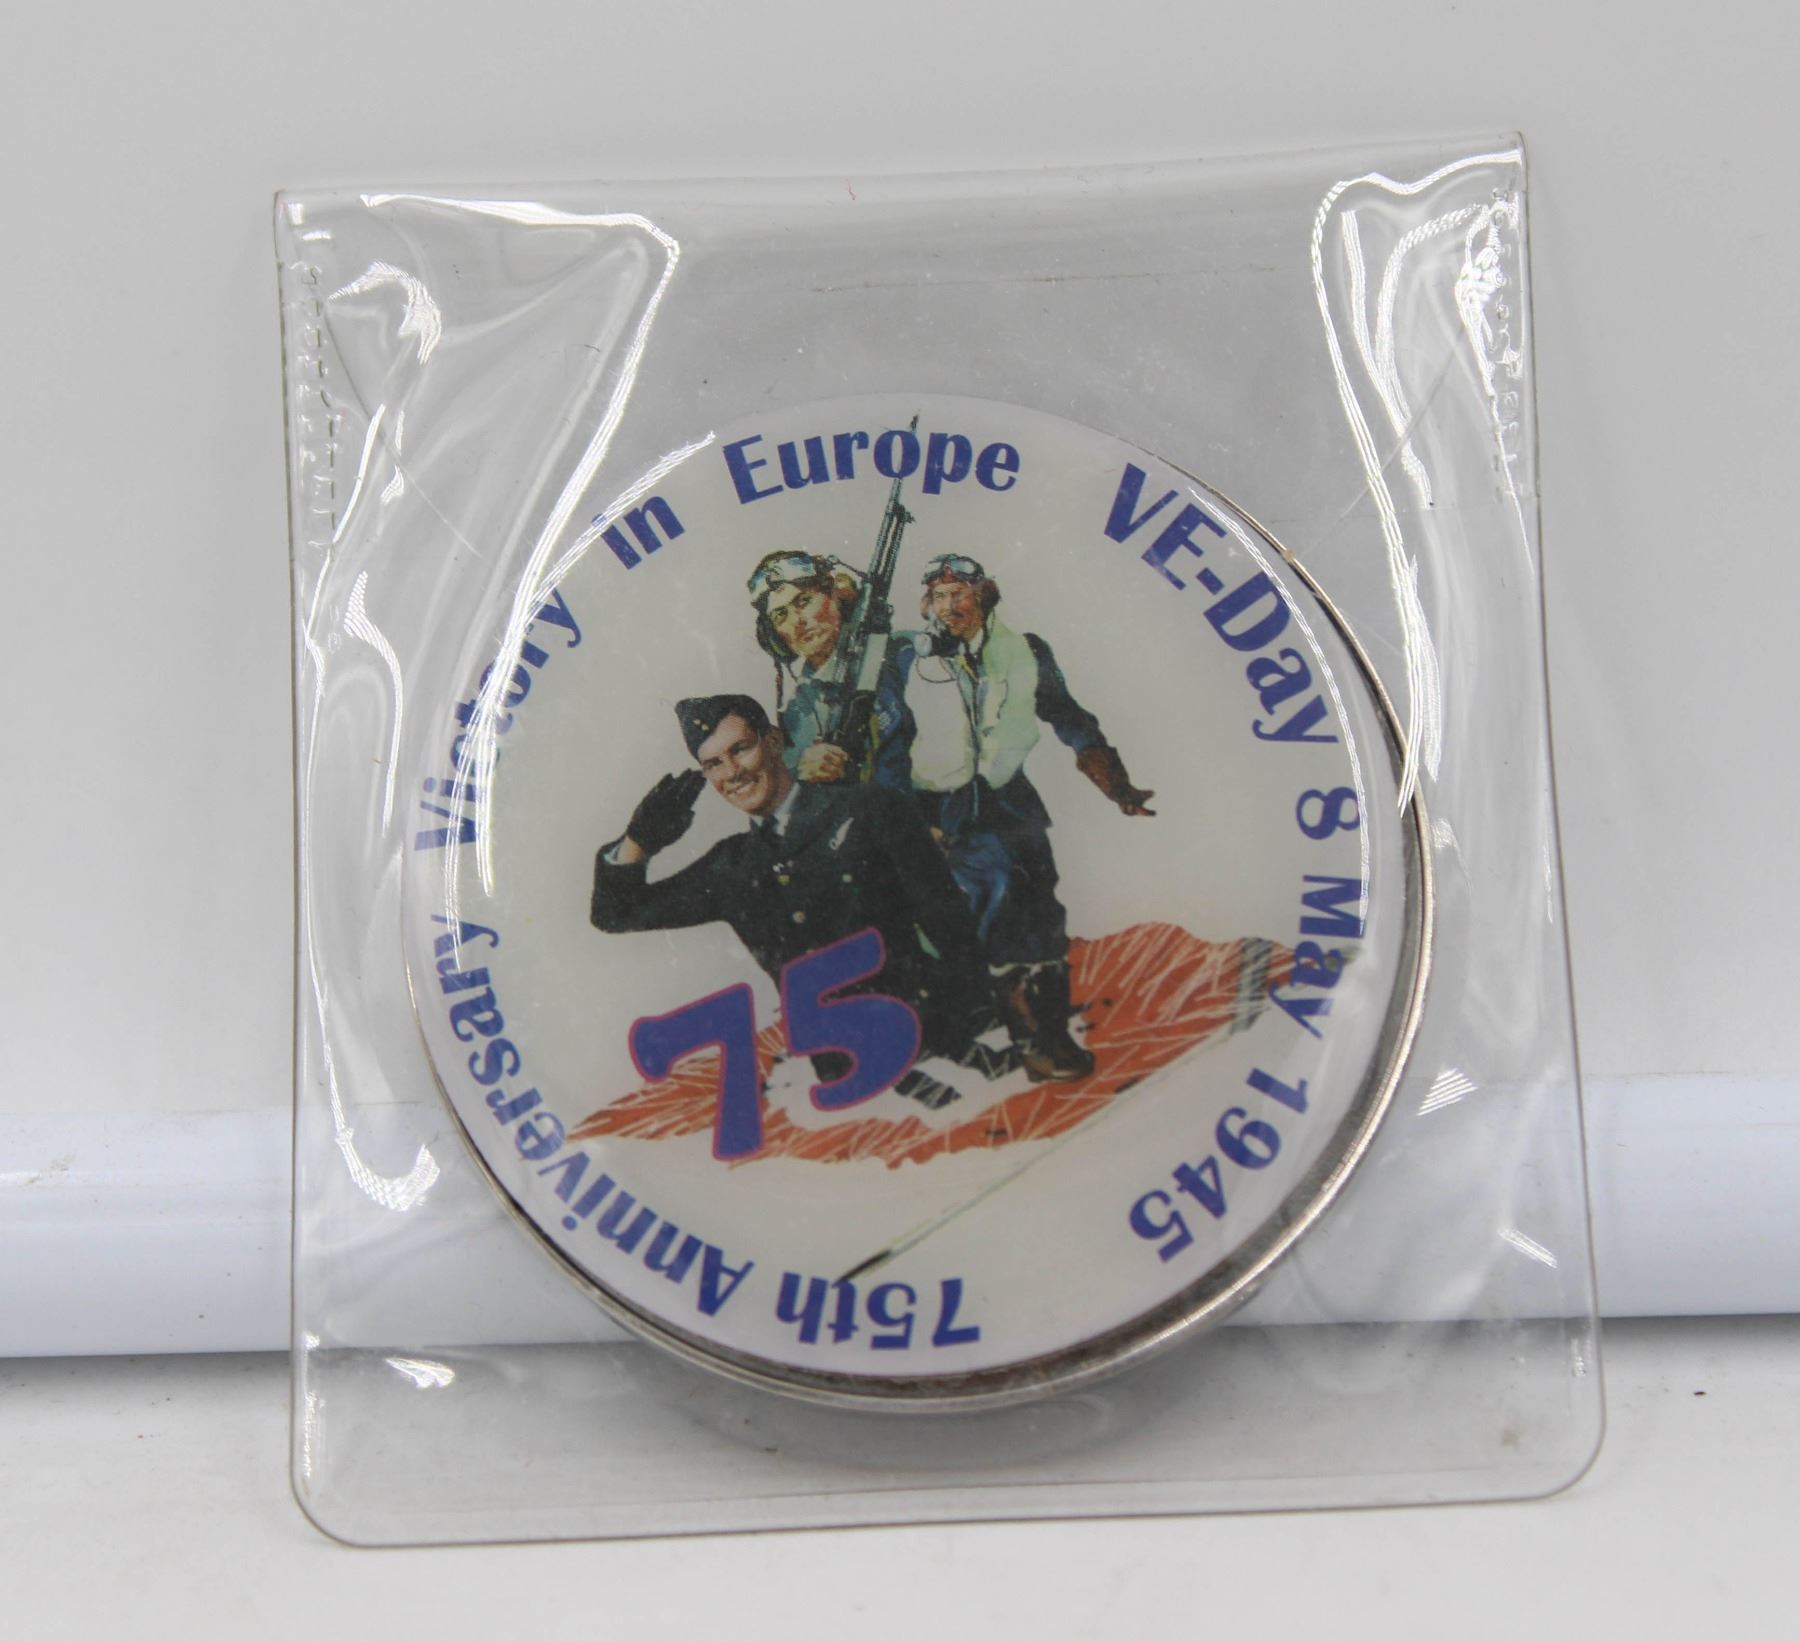 75th Anniversary Victory in Europe VE-Day 8 May 1945
75